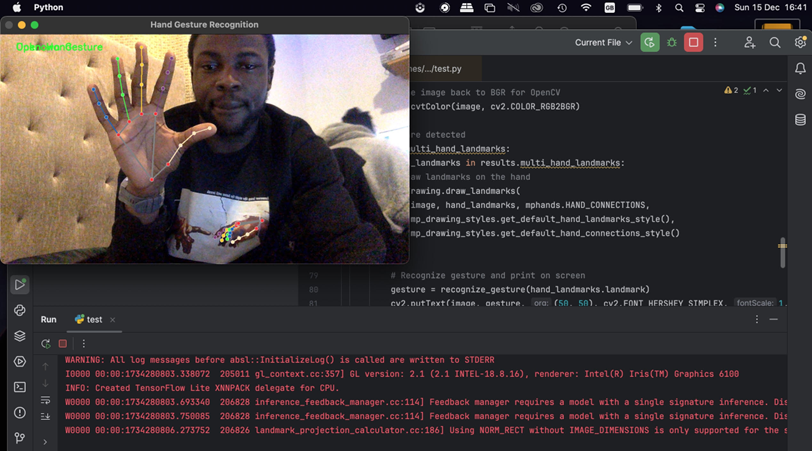 Python
GB
Sun 15 Dec 16:41
Hand Gesture Recognition
Current File
nes/.../test.py
e image back to BGR for OpenCV
cvtColor(image, cv2.COLOR_RGB2BGR)
2 1
re detected
ulti_hand_landmarks:
_landmarks in results.multi_hand_landmarks:
aw landmarks on the hand
drawing.draw_landmarks(
image, hand_landmarks, mphands.HAND_CONNECTIONS,
mp_drawing_styles.get_default_hand_landmarks_style(),
mp_drawing_styles.get_default_hand_connections_style()
79 # Recognize gesture and print on screen
80 gesture = recognize_gesture(hand_landmarks.landmark)
81 cv2.putText(image, gesture, org: (50, 50), cv2.FONT_HERSHEY_SIMPLEX, fontScale: 1,
Run test
WARNING: All log messages before absl::InitializeLog() is called are written to STDERR
I0000 00:00:1734280803.338072 205011 gl_context.cc:357] GL version: 2.1 (2.1 INTEL-18.8.16), renderer: Intel(R) Iris(TM) Graphics 6100
INFO: Created TensorFlow Lite XNNPACK delegate for CPU.
W0000 00:00:1734280803.693340 206828 inference_feedback_manager.cc:114] Feedback manager requires a model with a single signature inference. Dis
W0000 00:00:1734280803.750085 206828 inference_feedback_manager.cc:114] Feedback manager requires a model with a single signature inference. Dis
W0000 00:00:1734280806.273752 206826 landmark_projection_calculator.cc:186] Using NORM_RECT without IMAGE_DIMENSIONS is only supported for the s